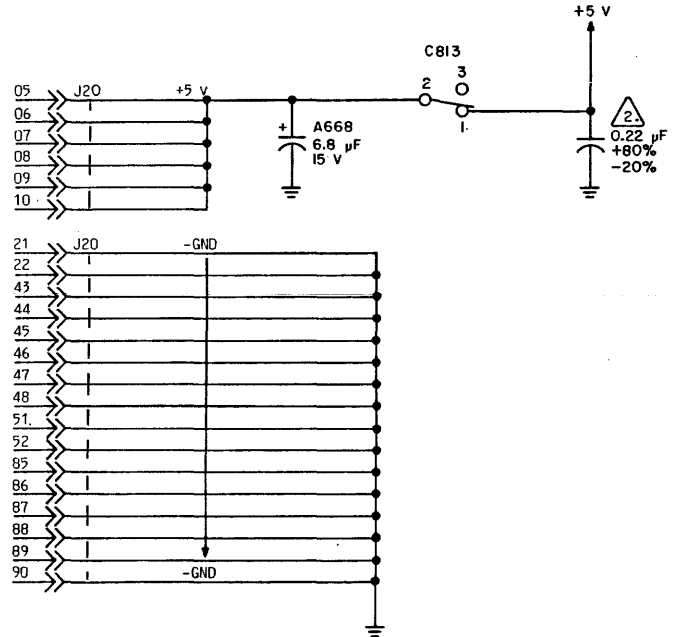 +5 V
C813
3
2
1
05 J20 +5 V
06
07
08
09
10
+ A668
6.8 µF
15 V
2.
0.22 µF
+80%
-20%
21 J20 -GND
22
43
44
45
46
47
48
51
52
85
86
87
88
89
90 -GND